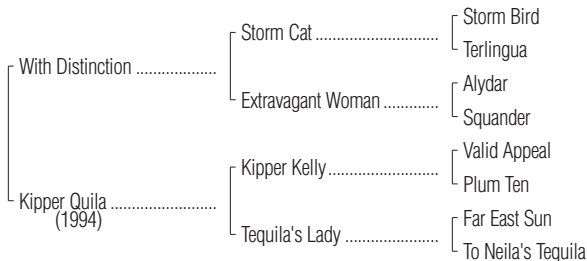 Storm Bird
Storm Cat ..................................
Terlingua
With Distinction ....................
Alydar
Extravagant Woman ...............
Squander
Valid Appeal
Kipper Kelly..............................
Plum Ten
Kipper Quila ..........................
(1994)
Far East Sun
Tequila's Lady .........................
To Neila's Tequila